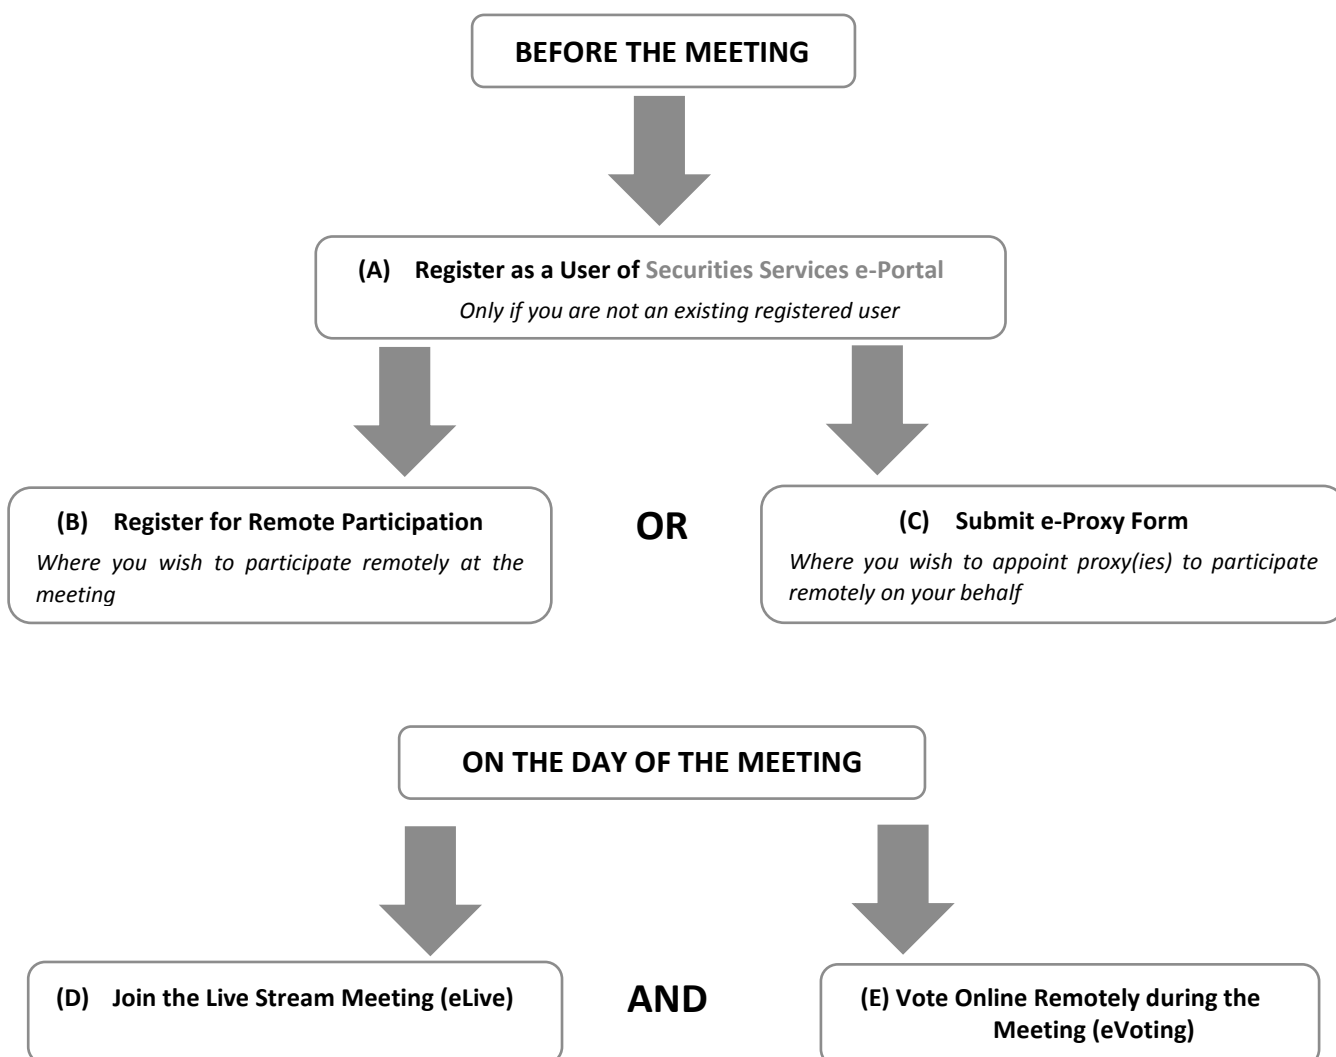 BEFORE THE MEETING
(A) Register as a User of Securities Services e-Portal
Only if you are not an existing registered user
(B) Register for Remote Participation
Where you wish to participate remotely at the
meeting
OR
(C) Submit e-Proxy Form
Where you wish to appoint proxy(ies) to participate
remotely on your behalf
ON THE DAY OF THE MEETING
(D) Join the Live Stream Meeting (eLive)
AND
(E) Vote Online Remotely during the
Meeting (eVoting)